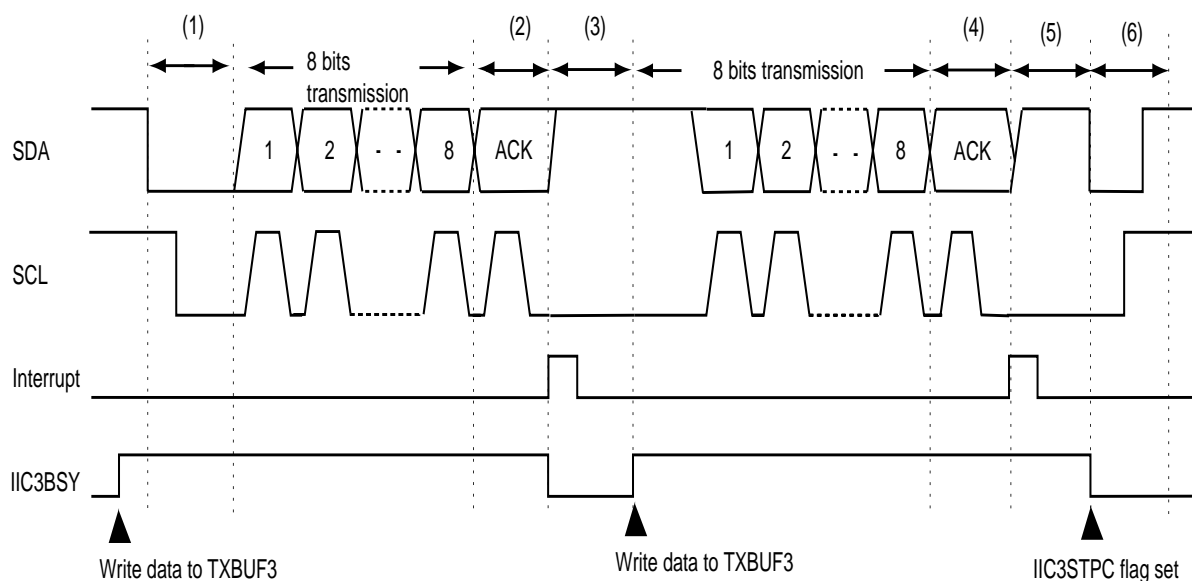 (1) (2) (3) (4) (5) (6)
8 bits
transmission
8 bits transmission
SDA 1 2 - - 8 ACK 1 2 - - 8 ACK
SCL
Interrupt
IIC3BSY
Write data to TXBUF3 Write data to TXBUF3 IIC3STPC flag set